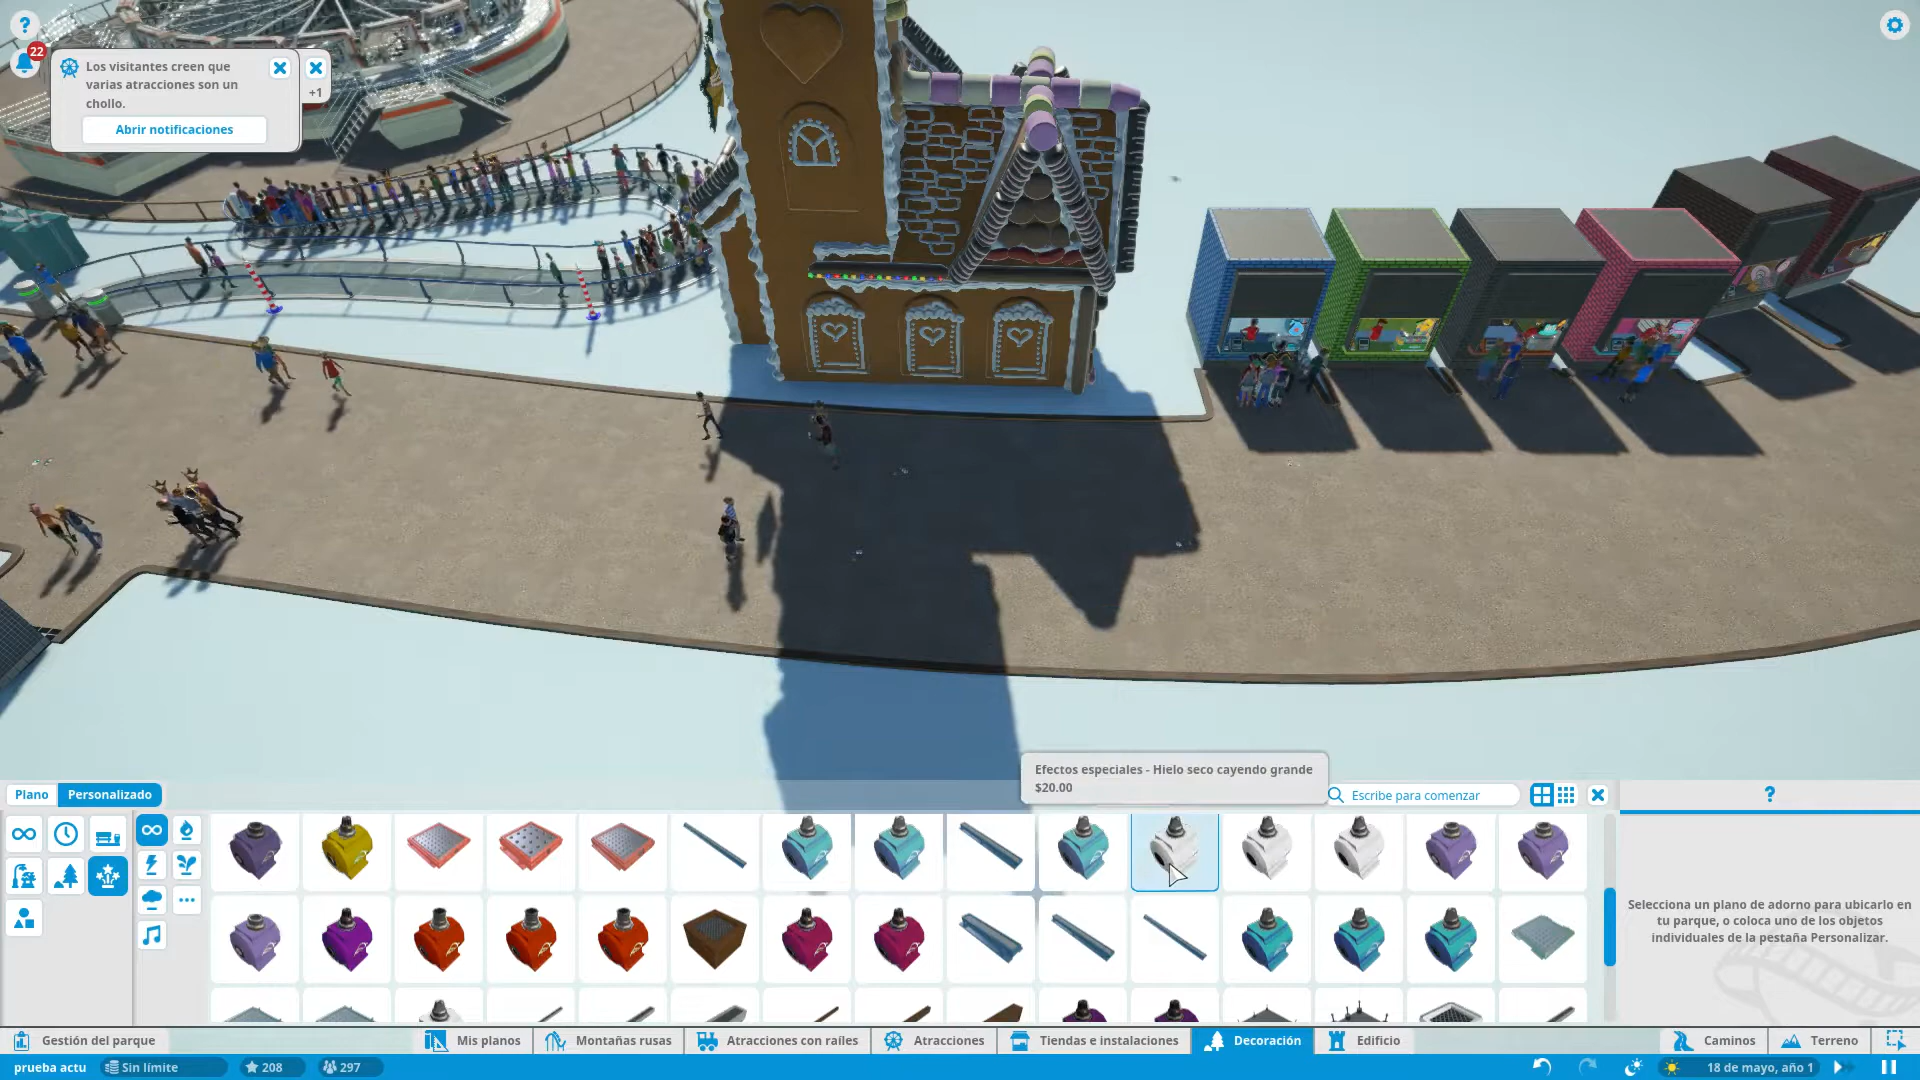 ?
22
Los visitantes creen que
varias atracciones son un
chollo.
+1
Abrir notificaciones
Efectos especiales - Hielo seco cayendo grande
$20.00
Plano
Personalizado
Escribe para comenzar
?
Selecciona un plano de adorno para ubicarlo en
tu parque, o coloca uno de los objetos
individuales de la pestaña Personalizar.
Gestión del parque
Mis planos
Montañas rusas
Atracciones con raíles
Atracciones
Tiendas e instalaciones
Decoración
Edificio
Caminos
Terreno
prueba actu
Sin límite
208
297
18 de mayo, año 1